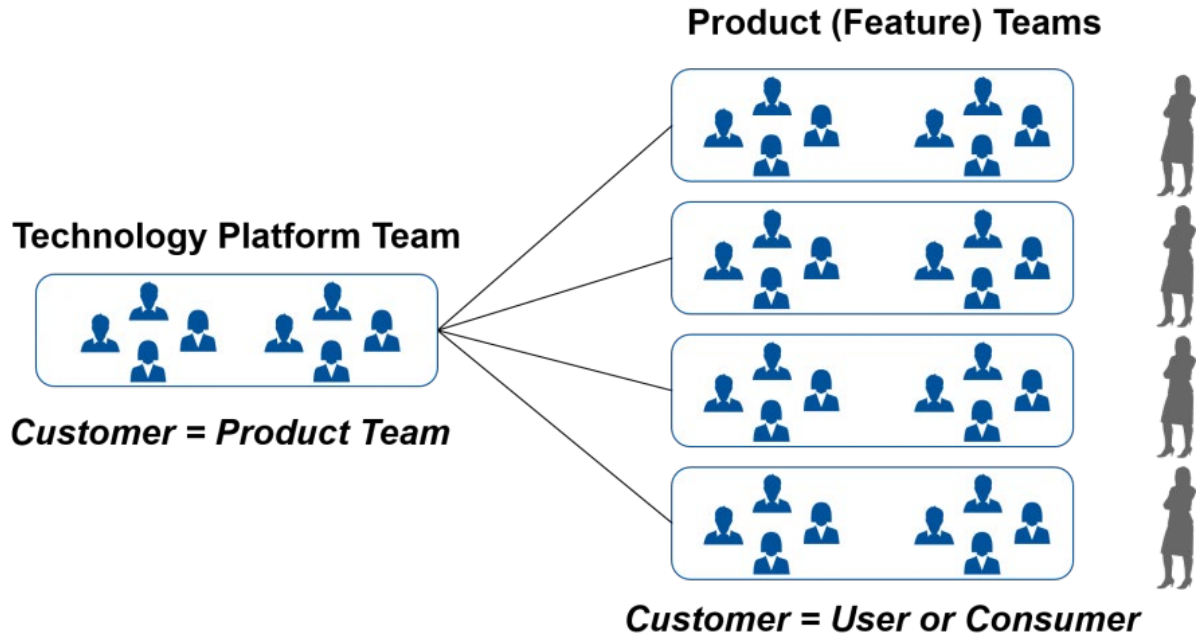 Product (Feature) Teams
Technology Platform Team
Customer = Product Team
Customer = User or Consumer